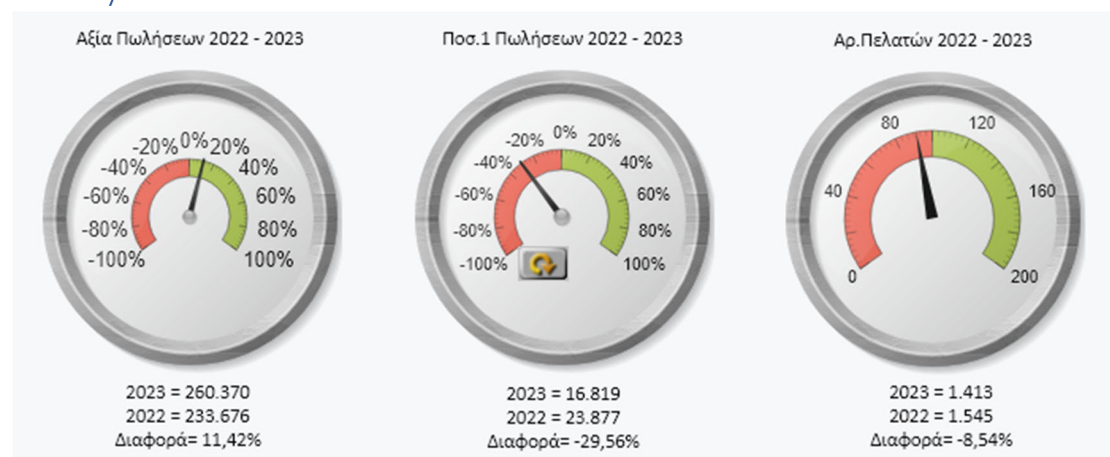 Αξία Πωλήσεων 2022 - 2023
-100%
-80%
-60%
-40%
-20%
0%
20%
40%
60%
80%
100%
2023 = 260.370
2022 = 233.676
Διαφορά= 11,42%
Ποσ.1 Πωλήσεων 2022 - 2023
-100%
-80%
-60%
-40%
-20%
0%
20%
40%
60%
80%
100%
2023 = 16.819
2022 = 23.877
Διαφορά= -29,56%
Αρ.Πελατών 2022 - 2023
0
40
80
120
160
200
2023 = 1.413
2022 = 1.545
Διαφορά= -8,54%